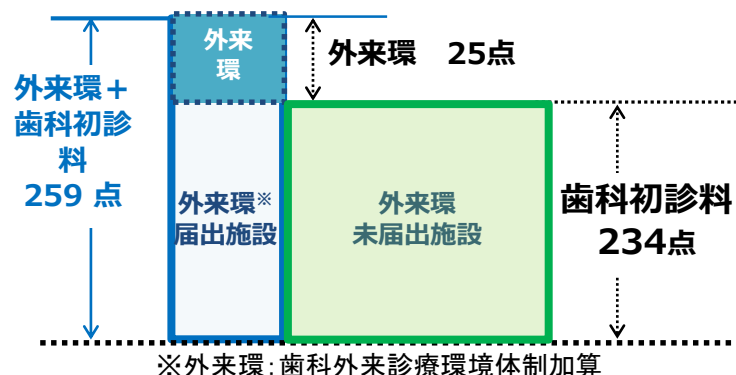 外来環＋
歯科初診
料
259 点
外来
環
外来環　25点
外来環※
届出施設
外来環
未届出施設
歯科初診料
234点
※外来環：歯科外来診療環境体制加算